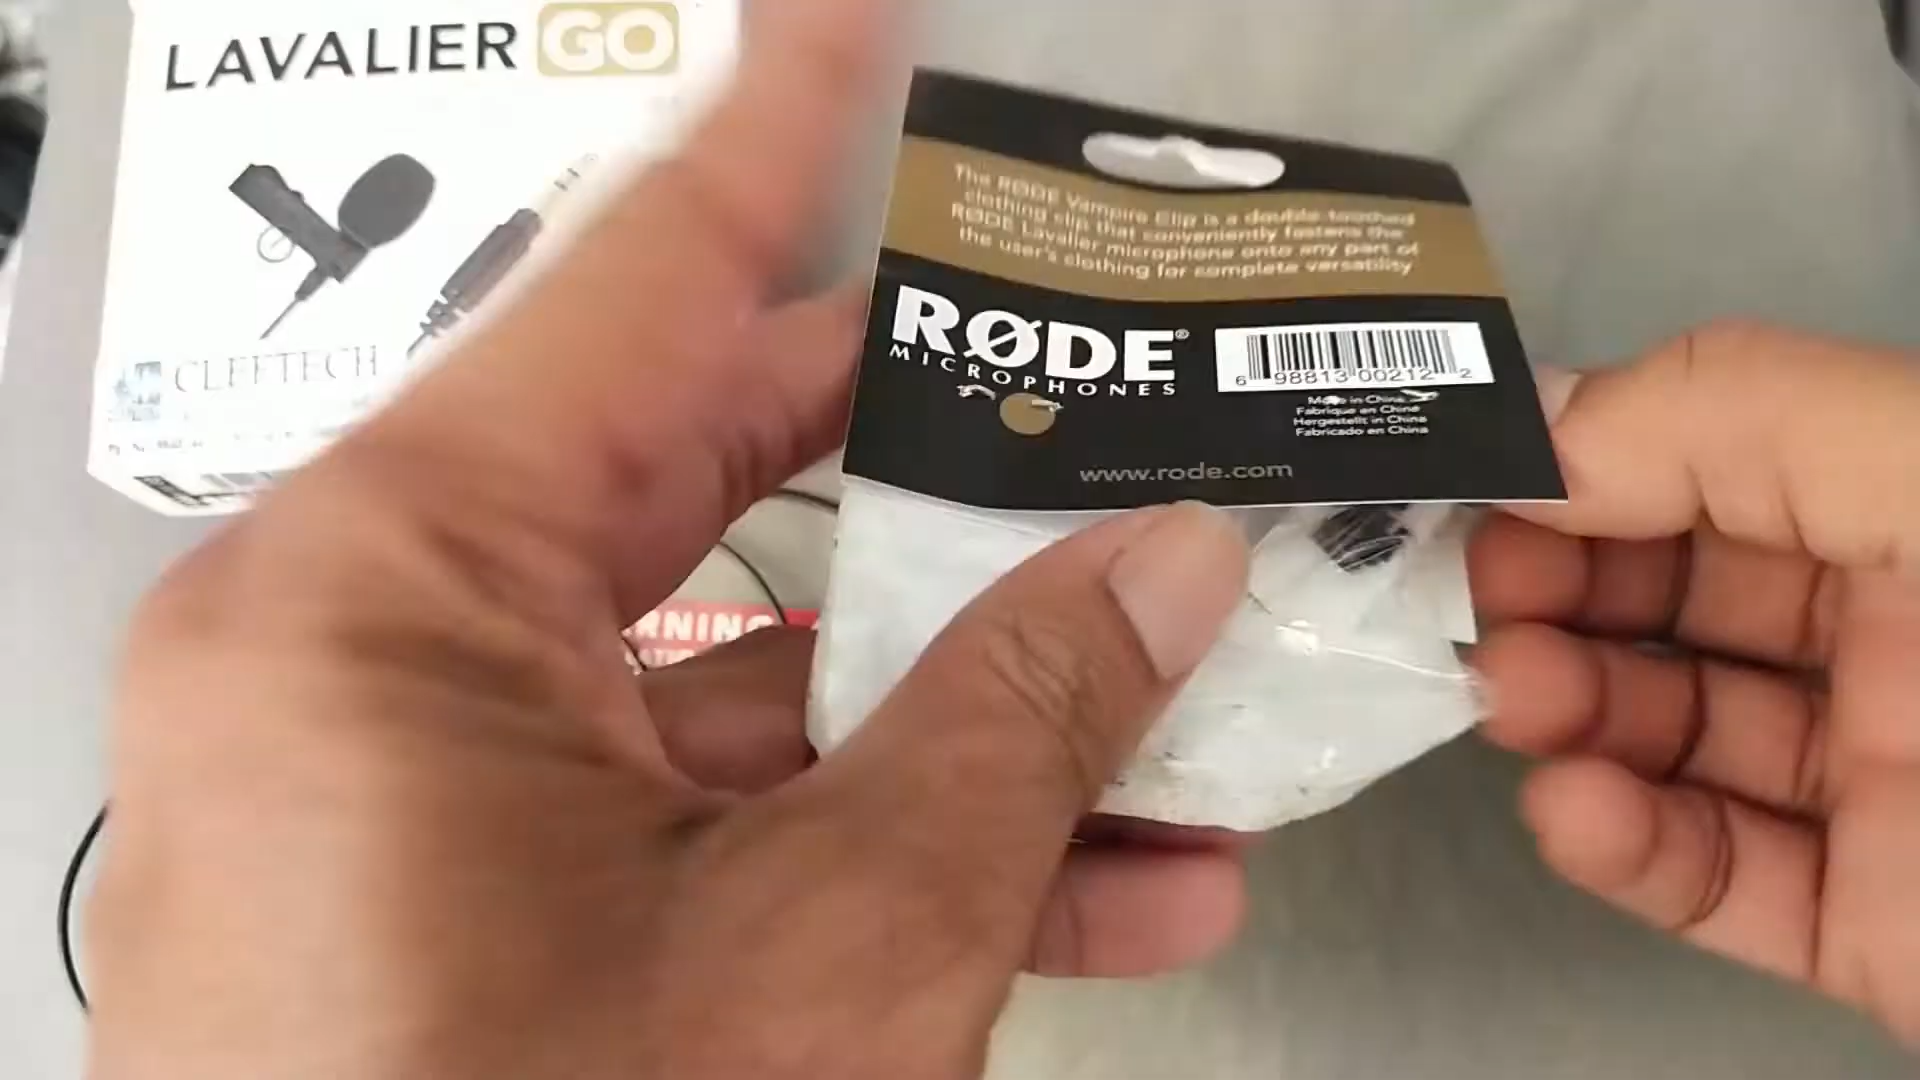 LAVALIER GO
CLEFTECH
The RØDE Vampire Clip is a double-toothed
clothing clip that conveniently fastens the
RØDE Lavalier microphone onto any part of
the user's clothing for complete versatility
RØDE®
MICROPHONES
6 98813 00212 2
Made in China
Fabriqué en Chine
Hergestellt in China
Fabricado en China
www.rode.com
RNING